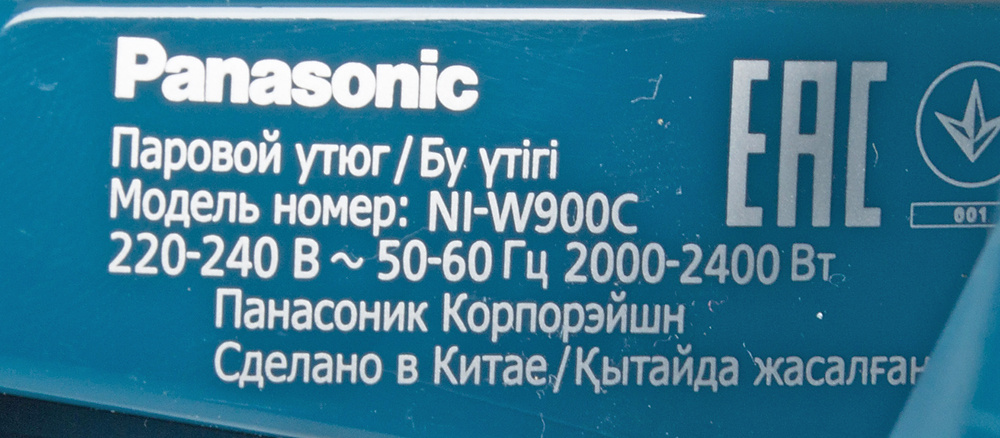 Panasonic
EAC
Паровой утюг/Бу үтігі
Модель номер: NI-W900C
001
220-240 В ~ 50-60 Гц 2000-2400 Вт
Панасоник Корпорэйшн
Сделано в Китае/Қытайда жасалған